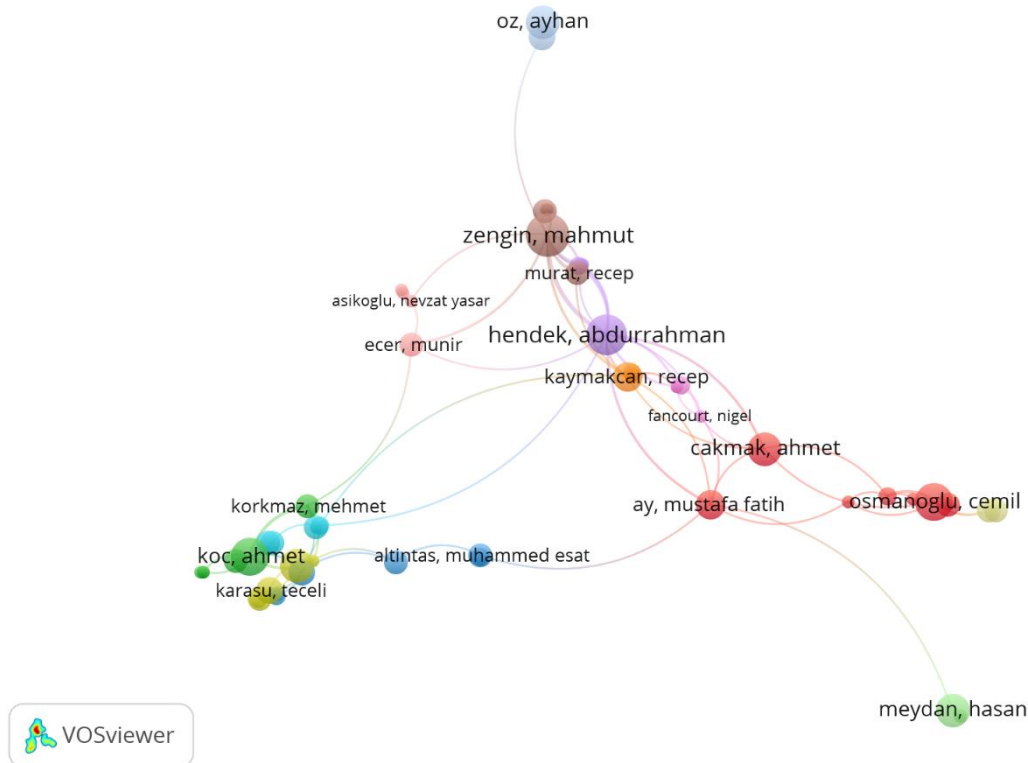 oz, ayhan
zengin, mahmut
murat, recep
asikoglu, nevzat yasar
hendek, abdurrahman
ecer, munir
kaymakcan, recep
fancourt, nigel
cakmak, ahmet
osmanoglu, cemil
ay, mustafa fatih
korkmaz, mehmet
koc, ahmet
altintas, muhammed esat
karasu, teceli
meydan, hasan
VOSviewer